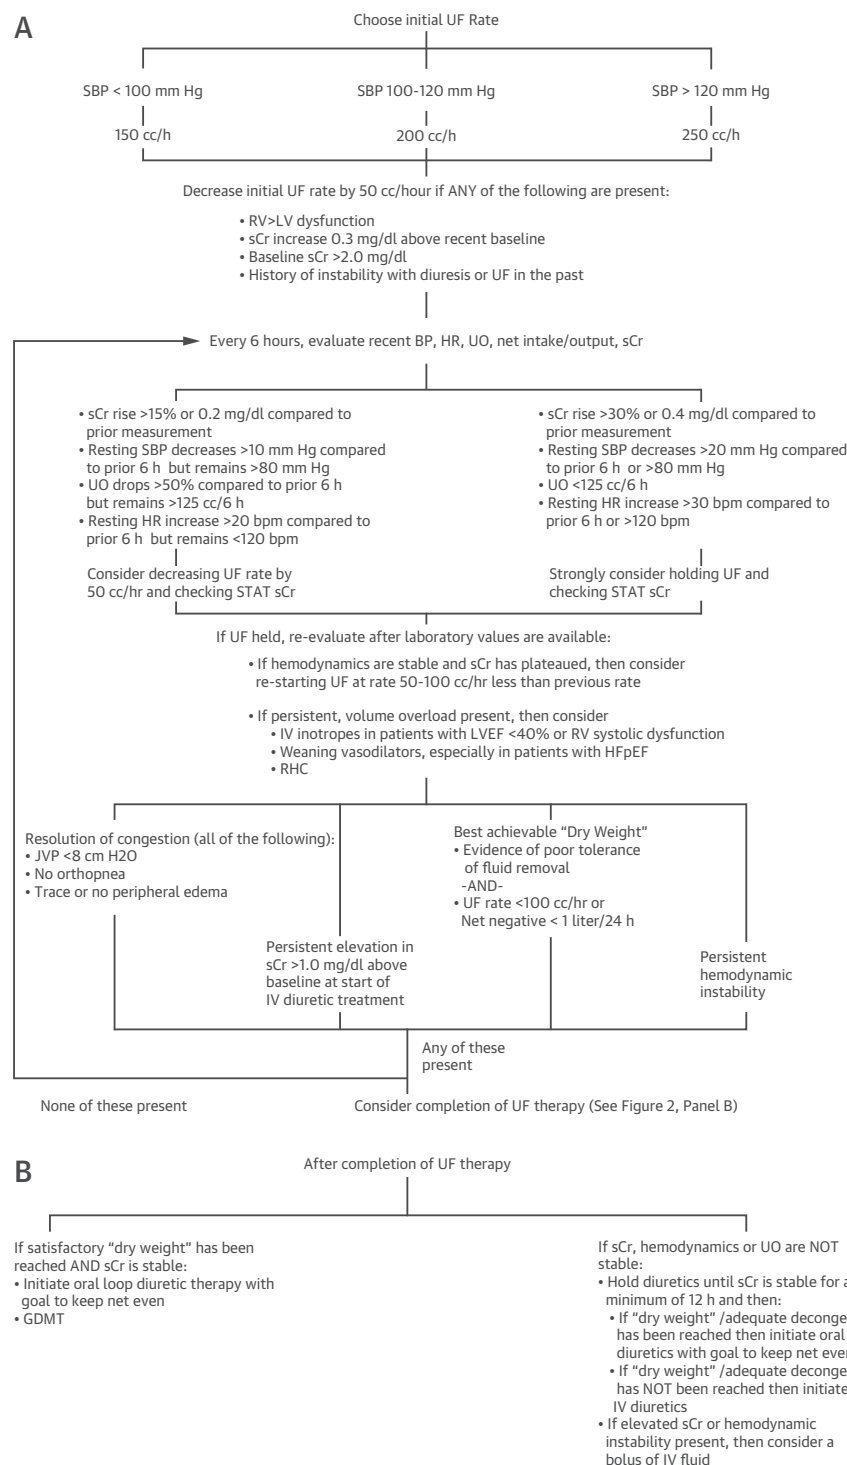 A
Choose initial UF Rate
SBP < 100 mm Hg
SBP 100-120 mm Hg
SBP > 120 mm Hg
150 cc/h
200 cc/h
250 cc/h
Decrease initial UF rate by 50 cc/hour if ANY of the following are present:
• RV>LV dysfunction
• sCr increase 0.3 mg/dl above recent baseline
• Baseline sCr >2.0 mg/dl
• History of instability with diuresis or UF in the past
Every 6 hours, evaluate recent BP, HR, UO, net intake/output, sCr
• sCr rise >15% or 0.2 mg/dl compared to
prior measurement
• Resting SBP decreases >10 mm Hg compared
to prior 6 h but remains >80 mm Hg
• UO drops >50% compared to prior 6 h
but remains >125 cc/6 h
• Resting HR increase >20 bpm compared to
prior 6 h but remains <120 bpm
Consider decreasing UF rate by
50 cc/hr and checking STAT sCr
• sCr rise >30% or 0.4 mg/dl compared to
prior measurement
• Resting SBP decreases >20 mm Hg compared
to prior 6 h or >80 mm Hg
• UO <125 cc/6 h
• Resting HR increase >30 bpm compared to
prior 6 h or >120 bpm
Strongly consider holding UF and
checking STAT sCr
If UF held, re-evaluate after laboratory values are available:
• If hemodynamics are stable and sCr has plateaued, then consider
re-starting UF at rate 50-100 cc/hr less than previous rate
• If persistent, volume overload present, then consider
• IV inotropes in patients with LVEF <40% or RV systolic dysfunction
• Weaning vasodilators, especially in patients with HFpEF
• RHC
Resolution of congestion (all of the following):
• JVP <8 cm H2O
• No orthopnea
• Trace or no peripheral edema
Persistent elevation in
sCr >1.0 mg/dl above
baseline at start of
IV diuretic treatment
Best achievable “Dry Weight”
• Evidence of poor tolerance
of fluid removal
-AND-
• UF rate <100 cc/hr or
Net negative < 1 liter/24 h
Persistent
hemodynamic
instability
Any of these
present
None of these present
Consider completion of UF therapy (See Figure 2, Panel B)
B
After completion of UF therapy
If satisfactory “dry weight” has been
reached AND sCr is stable:
• Initiate oral loop diuretic therapy with
goal to keep net even
• GDMT
If sCr, hemodynamics or UO are NOT
stable:
• Hold diuretics until sCr is stable for a
minimum of 12 h and then:
• If “dry weight” /adequate deconge
has been reached then initiate oral
diuretics with goal to keep net even
• If “dry weight” /adequate deconge
has NOT been reached then initiate
IV diuretics
• If elevated sCr or hemodynamic
instability present, then consider a
bolus of IV fluid